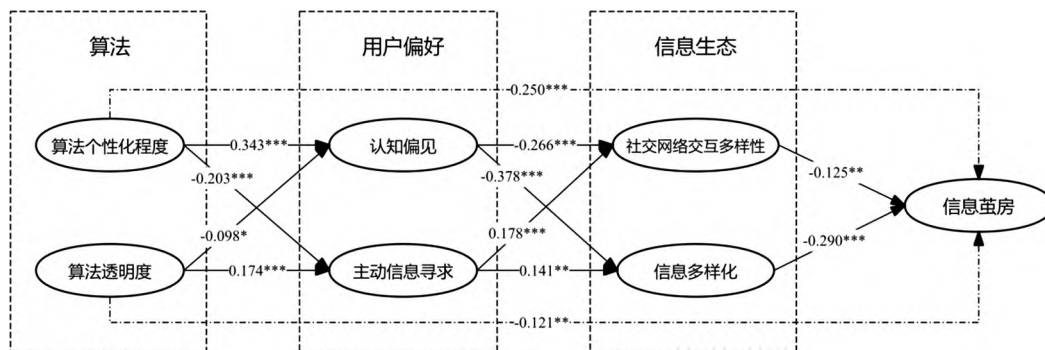 算法
用户偏好
信息生态
-0.250***
算法个性化程度
0.343***
认知偏见
-0.266***
社交网络交互多样性
-0.203***
-0.378***
-0.125**
信息茧房
-0.098*
0.178***
-0.290***
算法透明度
0.174***
主动信息寻求
0.141**
信息多样化
-0.121**